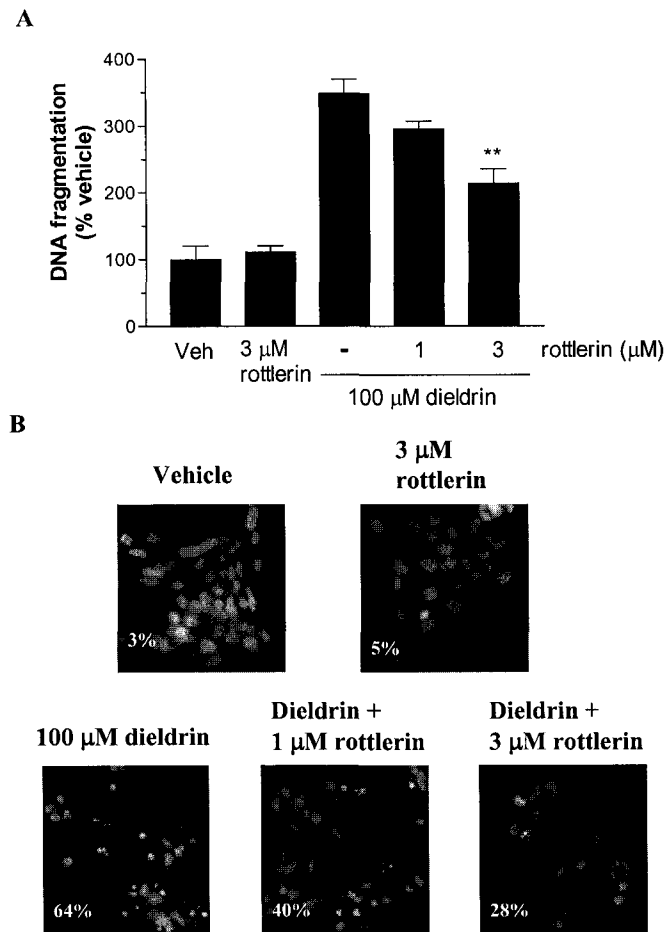 A
DNA fragmentation
(% vehicle)
400
300
200
100
0
**
Veh
3 μM
rottlerin
-
1
3
rottlerin (μM)
100 μM dieldrin
B
Vehicle
3 μM
rottlerin
3%
5%
100 μM dieldrin
Dieldrin +
1 μM rottlerin
Dieldrin +
3 μM rottlerin
64%
40%
28%